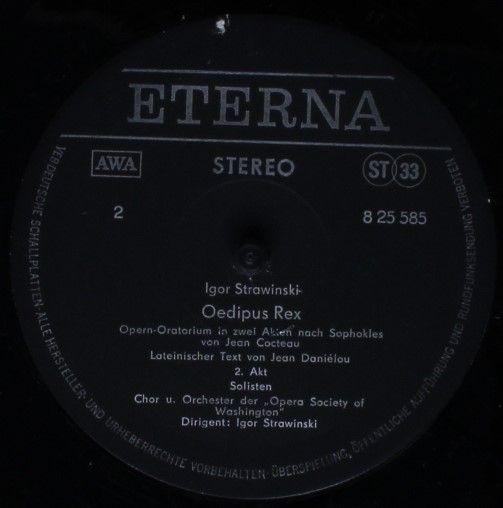 ETERNA
AWA STEREO ST 33
2 8 25 585
Igor Strawinski
Oedipus Rex
Opern-Oratorium in zwei Akten nach Sophokles
von Jean Cocteau
Lateinischer Text von Jean Daniélou
2. Akt
Solisten
Chor u. Orchester der „Opera Society of
Washington"
Dirigent: Igor Strawinski
VEB DEUTSCHE SCHALLPLATTEN · ALLE HERSTELLER- UND URHEBERRECHTE VORBEHALTEN · ÜBERSPIELUNG, ÖFFENTLICHE AUFFÜHRUNG UND RUNDFUNKSENDUNG VERBOTEN